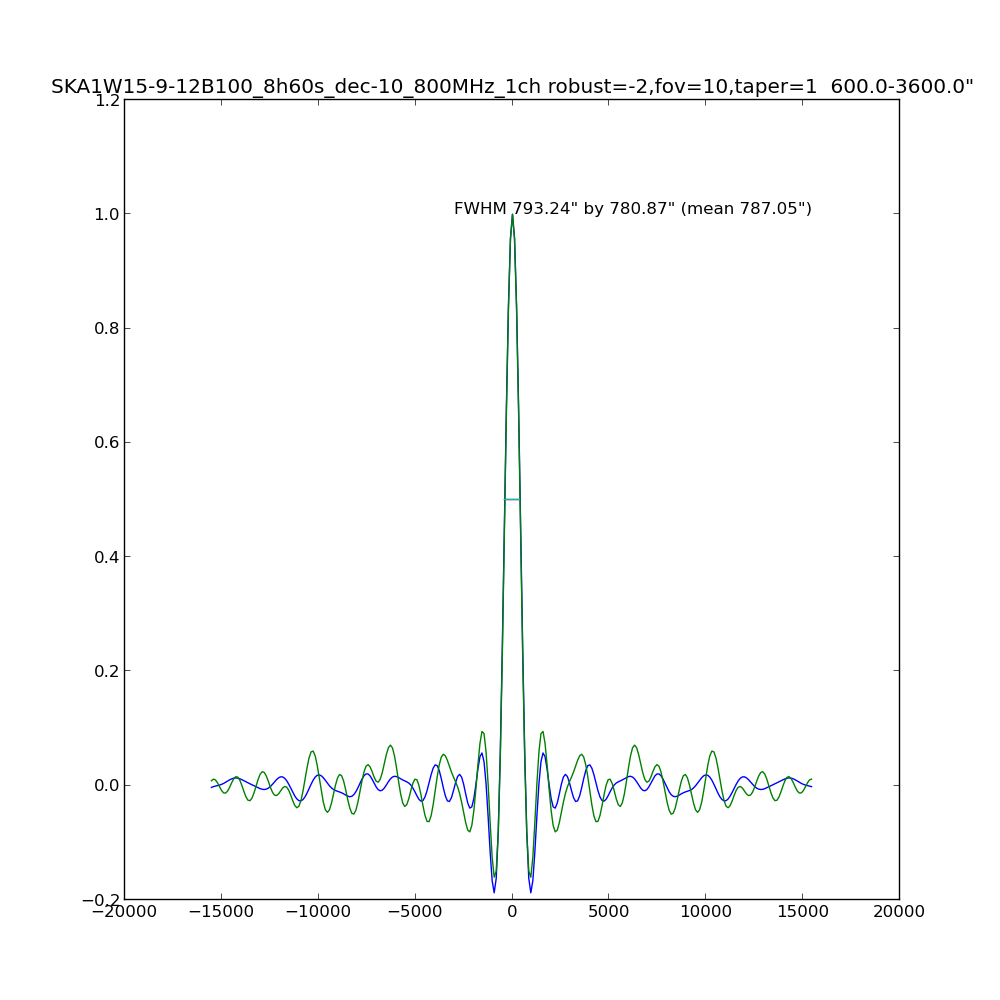 SKA1W15-9-12B100_8h60s_dec-10_800MHz_1ch robust=-2,fov=10,taper=1  600.0-3600.0"
1.2
FWHM 793.24" by 780.87" (mean 787.05")
1.0
0.8
0.6
0.4
0.2
0.0
−0.2
−20000 −15000 −10000 −5000 0 5000 10000 15000 20000